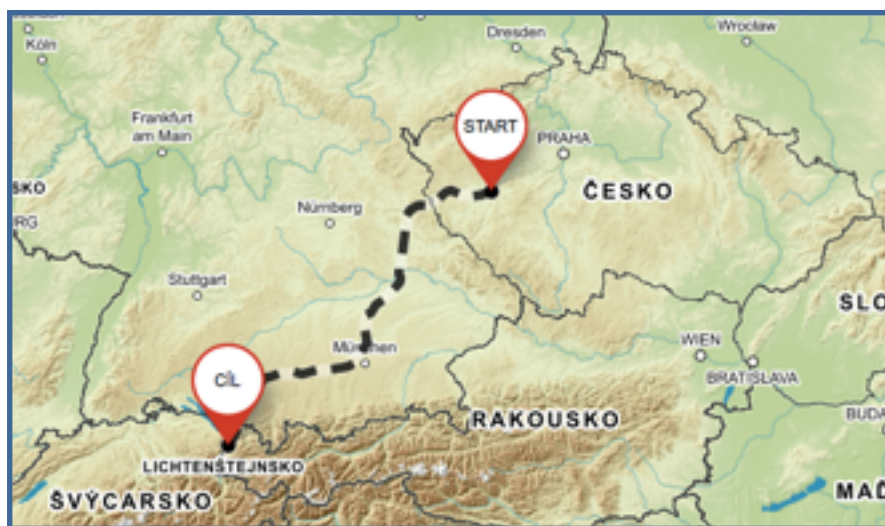 Dresden
Wrocław
Köln
START
Frankfurt
am Main
PRAHA
SKO
ČESKO
Nürnberg
RG
Stuttgart
SLO
München
WIEN
CÍL
BRATISLAVA
RAKOUSKO
BUDA
LICHTENŠTEJNSKO
ŠVÝCARSKO
MAĎ